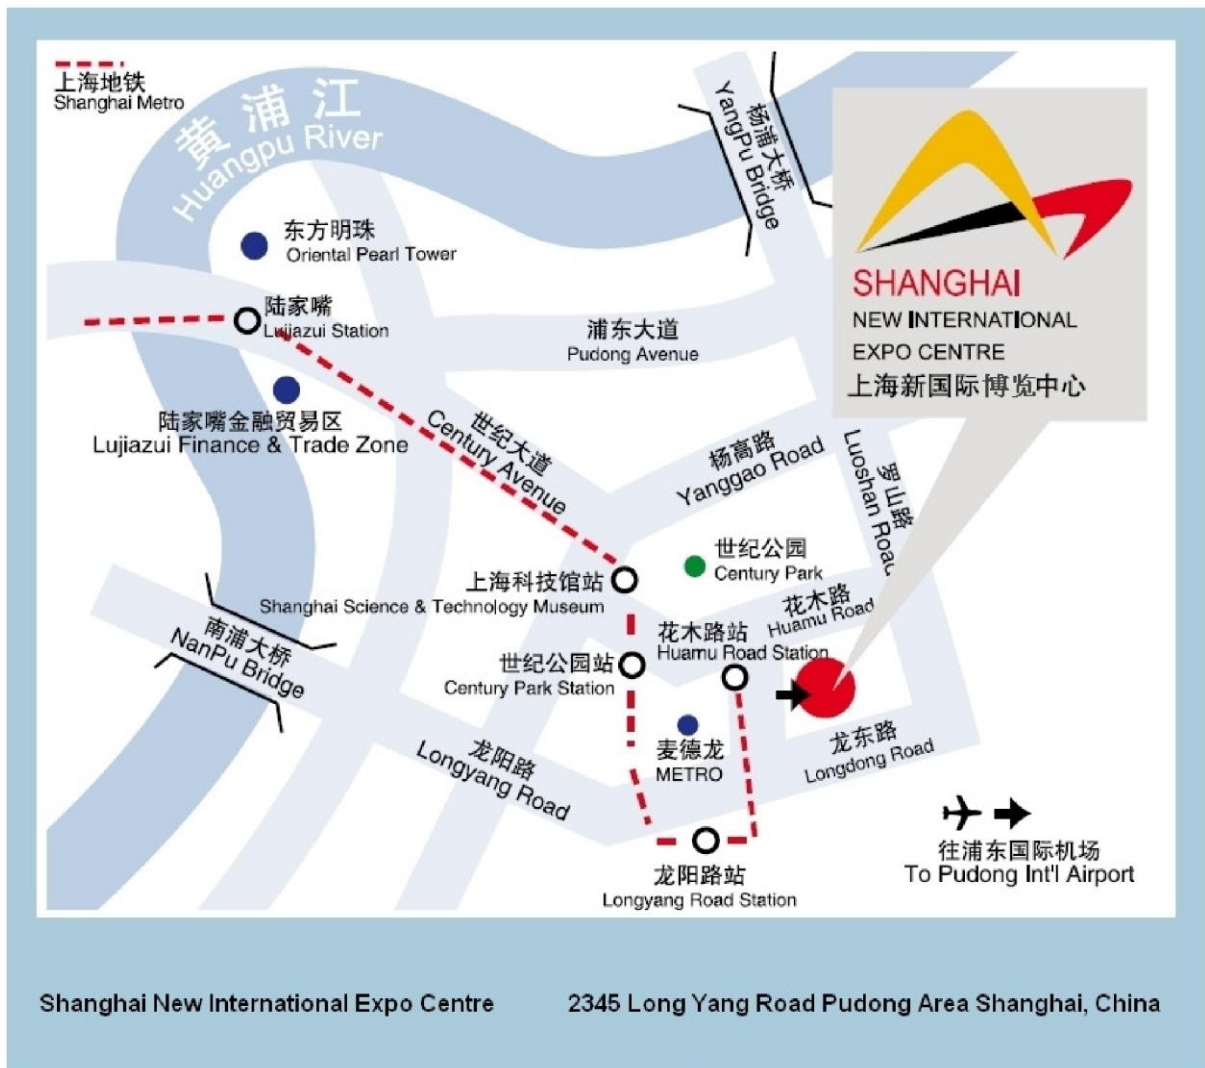 上海地铁
Shanghai Metro
黄浦江
Huangpu River
杨浦大桥
YangPu Bridge
东方明珠
Oriental Pearl Tower
SHANGHAI
NEW INTERNATIONAL
EXPO CENTRE
上海新国际博览中心
陆家嘴
Lujiazui Station
浦东大道
Pudong Avenue
陆家嘴金融贸易区
Lujiazui Finance & Trade Zone
世纪大道
Century Avenue
杨高路
Yanggao Road
罗山路
Luoshan Road
世纪公园
Century Park
上海科技馆站
Shanghai Science & Technology Museum
花木路
Huamu Road
南浦大桥
NanPu Bridge
花木路站
Huamu Road Station
世纪公园站
Century Park Station
龙阳路
Longyang Road
麦德龙
METRO
龙东路
Longdong Road
往浦东国际机场
To Pudong Int'l Airport
龙阳路站
Longyang Road Station
Shanghai New International Expo Centre
2345 Long Yang Road Pudong Area Shanghai, China